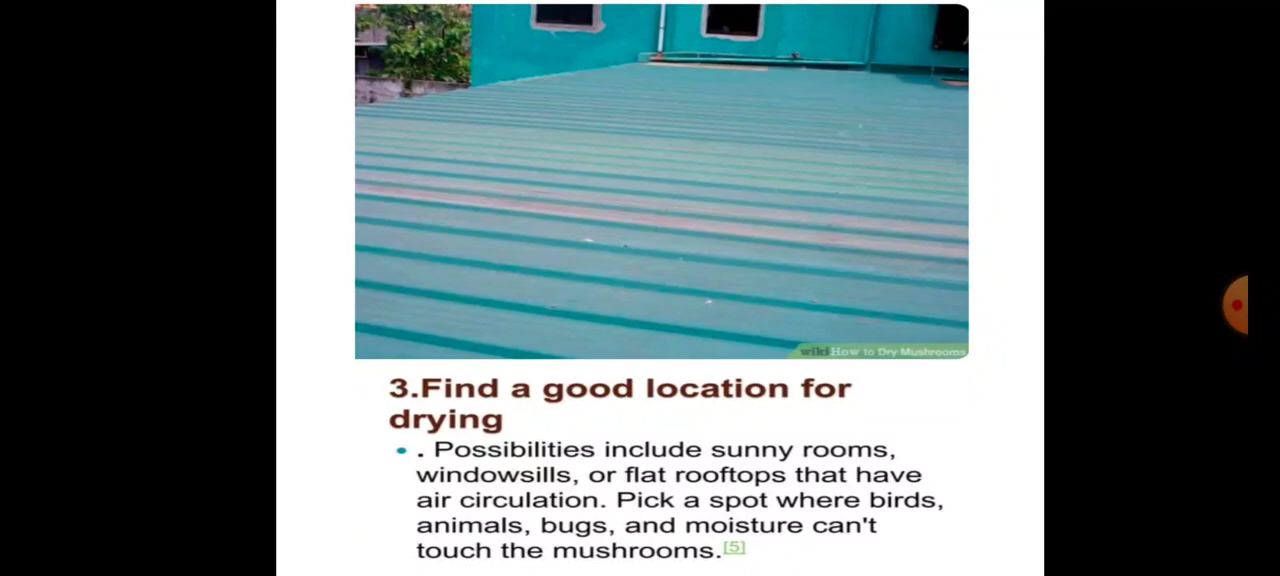 wikiHow to Dry Mushrooms
3.Find a good location for
drying
• . Possibilities include sunny rooms,
windowsills, or flat rooftops that have
air circulation. Pick a spot where birds,
animals, bugs, and moisture can't
touch the mushrooms.[5]